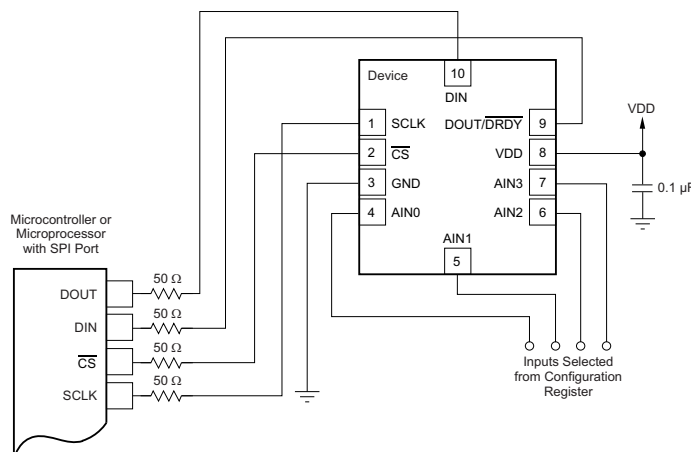 Device
10
DIN
1 SCLK
DOUT/DRDY 9
2 CS
VDD 8
3 GND
AIN3 7
4 AIN0
AIN2 6
AIN1
5
VDD
0.1 µF
Microcontroller or
Microprocessor
with SPI Port
50 Ω
DOUT
50 Ω
DIN
50 Ω
CS
50 Ω
SCLK
Inputs Selected
from Configuration
Register